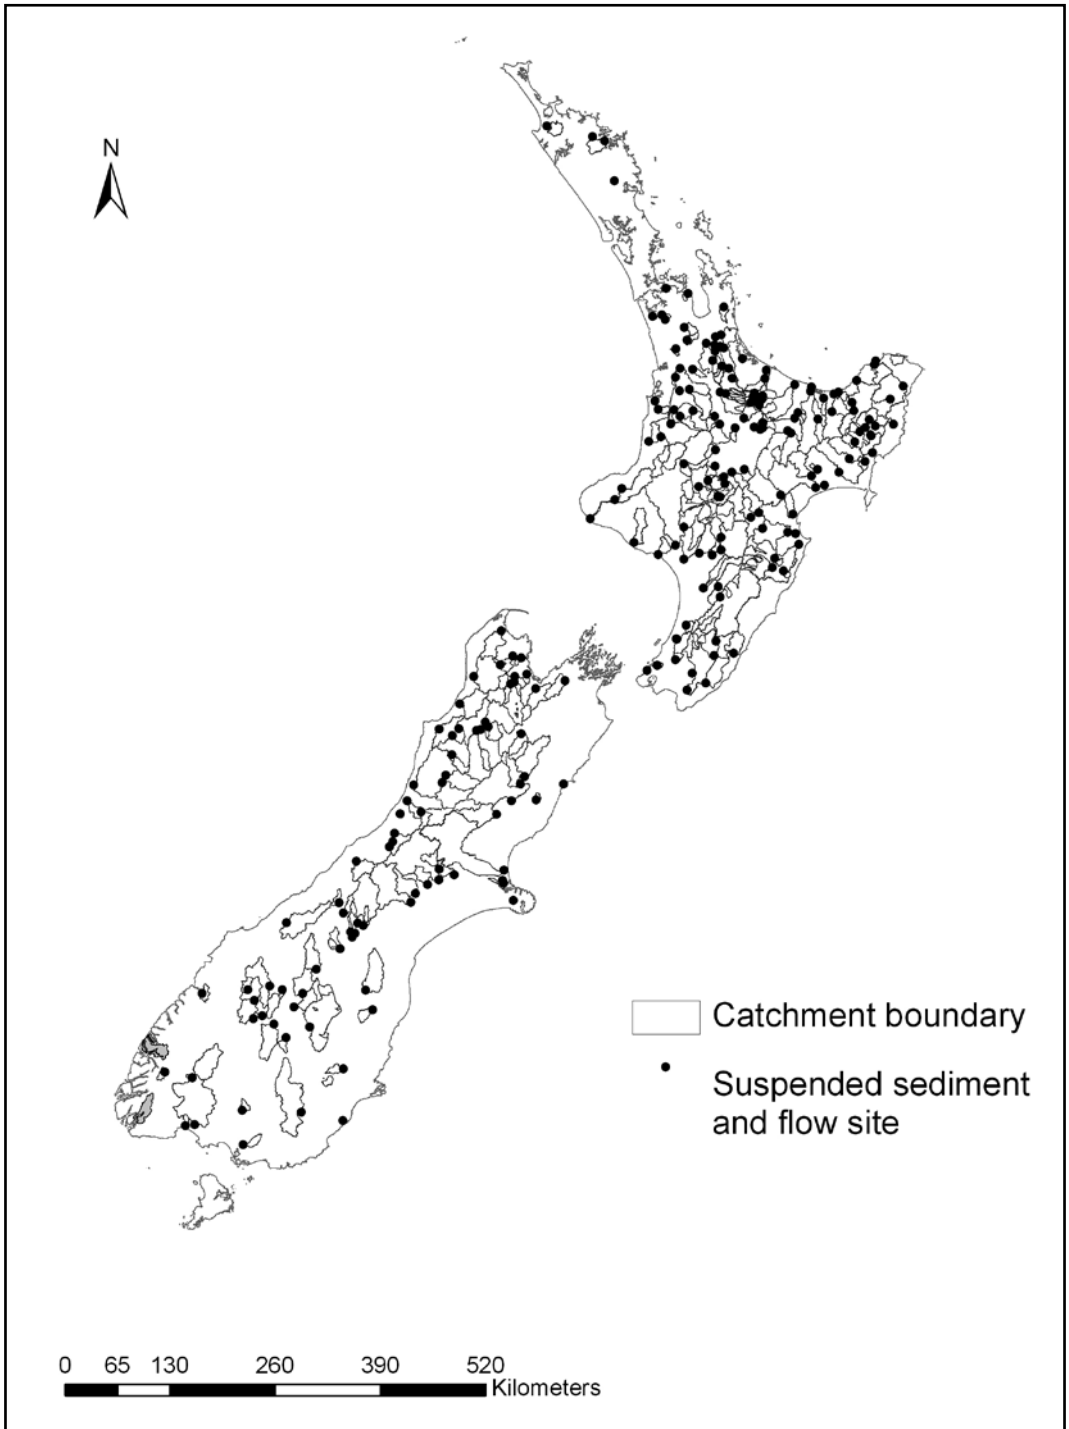 N
Catchment boundary
Suspended sediment
and flow site
0 65 130 260 390 520
Kilometers